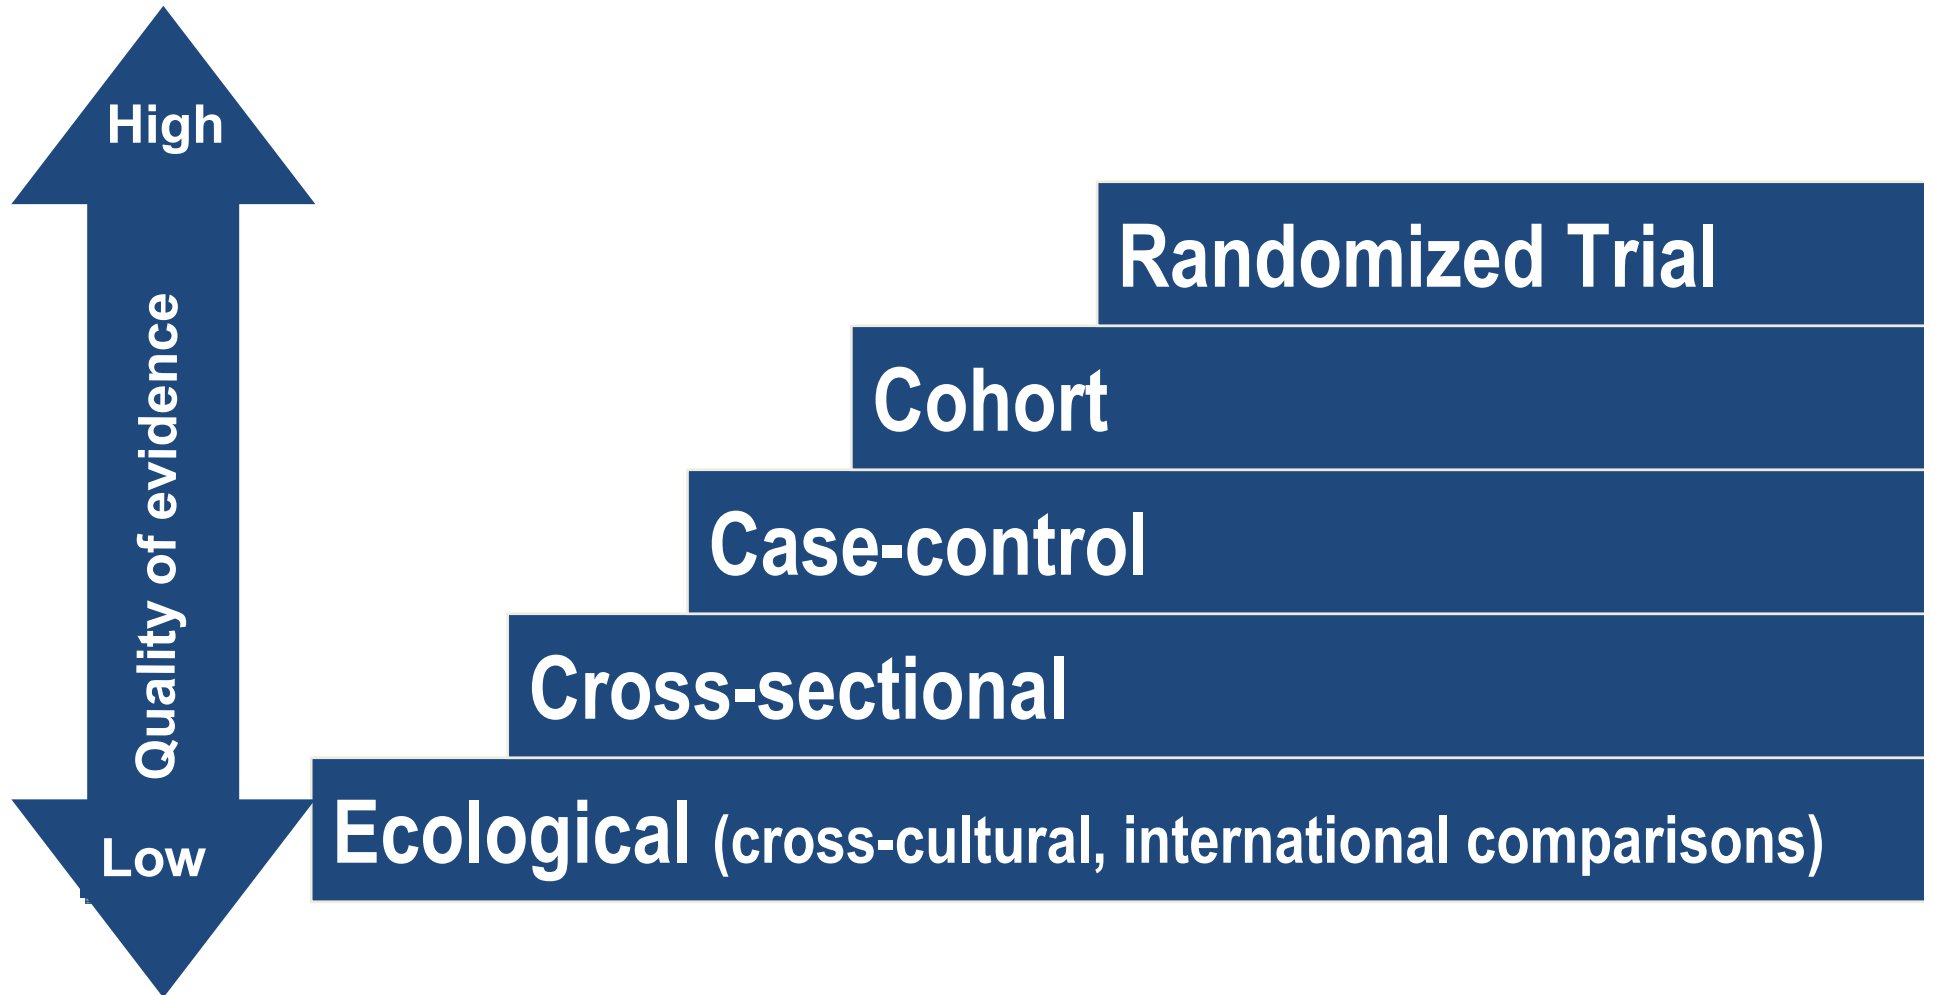 High
Quality of evidence
Low
Randomized Trial
Cohort
Case-control
Cross-sectional
Ecological (cross-cultural, international comparisons)